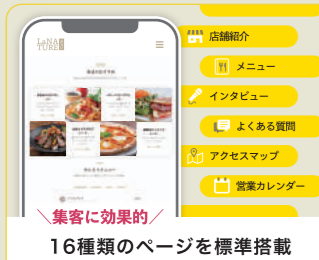 LaNA
TURE
店舗紹介
メニュー
インタビュー
よくある質問
アクセスマップ
営業カレンダー
＼集客に効果的／
16種類のページを標準搭載